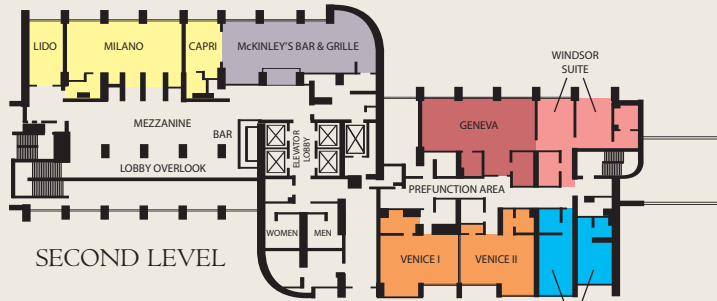 LIDO
MILANO
CAPRI
McKINLEY'S BAR & GRILLE
WINDSOR
SUITE
MEZZANINE
BAR
ELEVATOR
LOBBY
GENEVA
LOBBY OVERLOOK
PREFUNCTION AREA
WOMEN
MEN
VENICE I
VENICE II
SECOND LEVEL